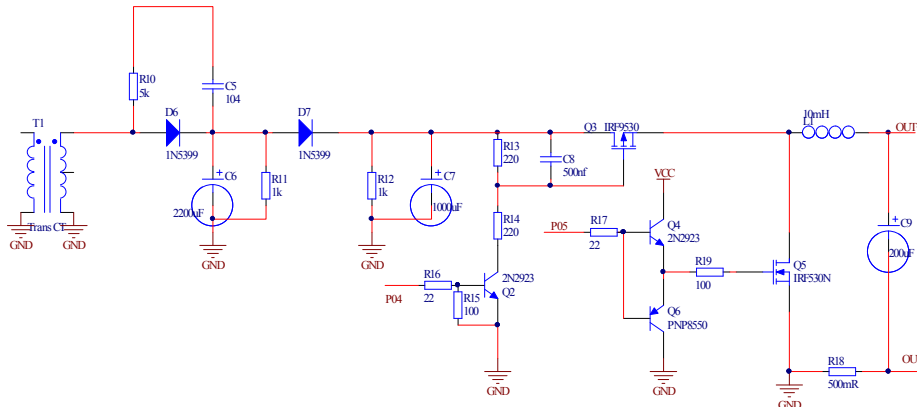 R10
5k
C5
104
T1
D6
1N5399
D7
1N5399
Q3
IRF9530
10mH
L1
OUT
R13
220
C8
500nf
R11
1k
C6
2200uF
R12
1k
C7
1000uF
VCC
GND
Trans CT
GND
GND
GND
R14
220
P05
R17
22
Q4
2N2923
C9
200uF
R16
22
P04
R15
100
2N2923
Q2
R19
100
Q5
IRF530N
Q6
PNP8550
GND
GND
GND
R18
500mR
OU